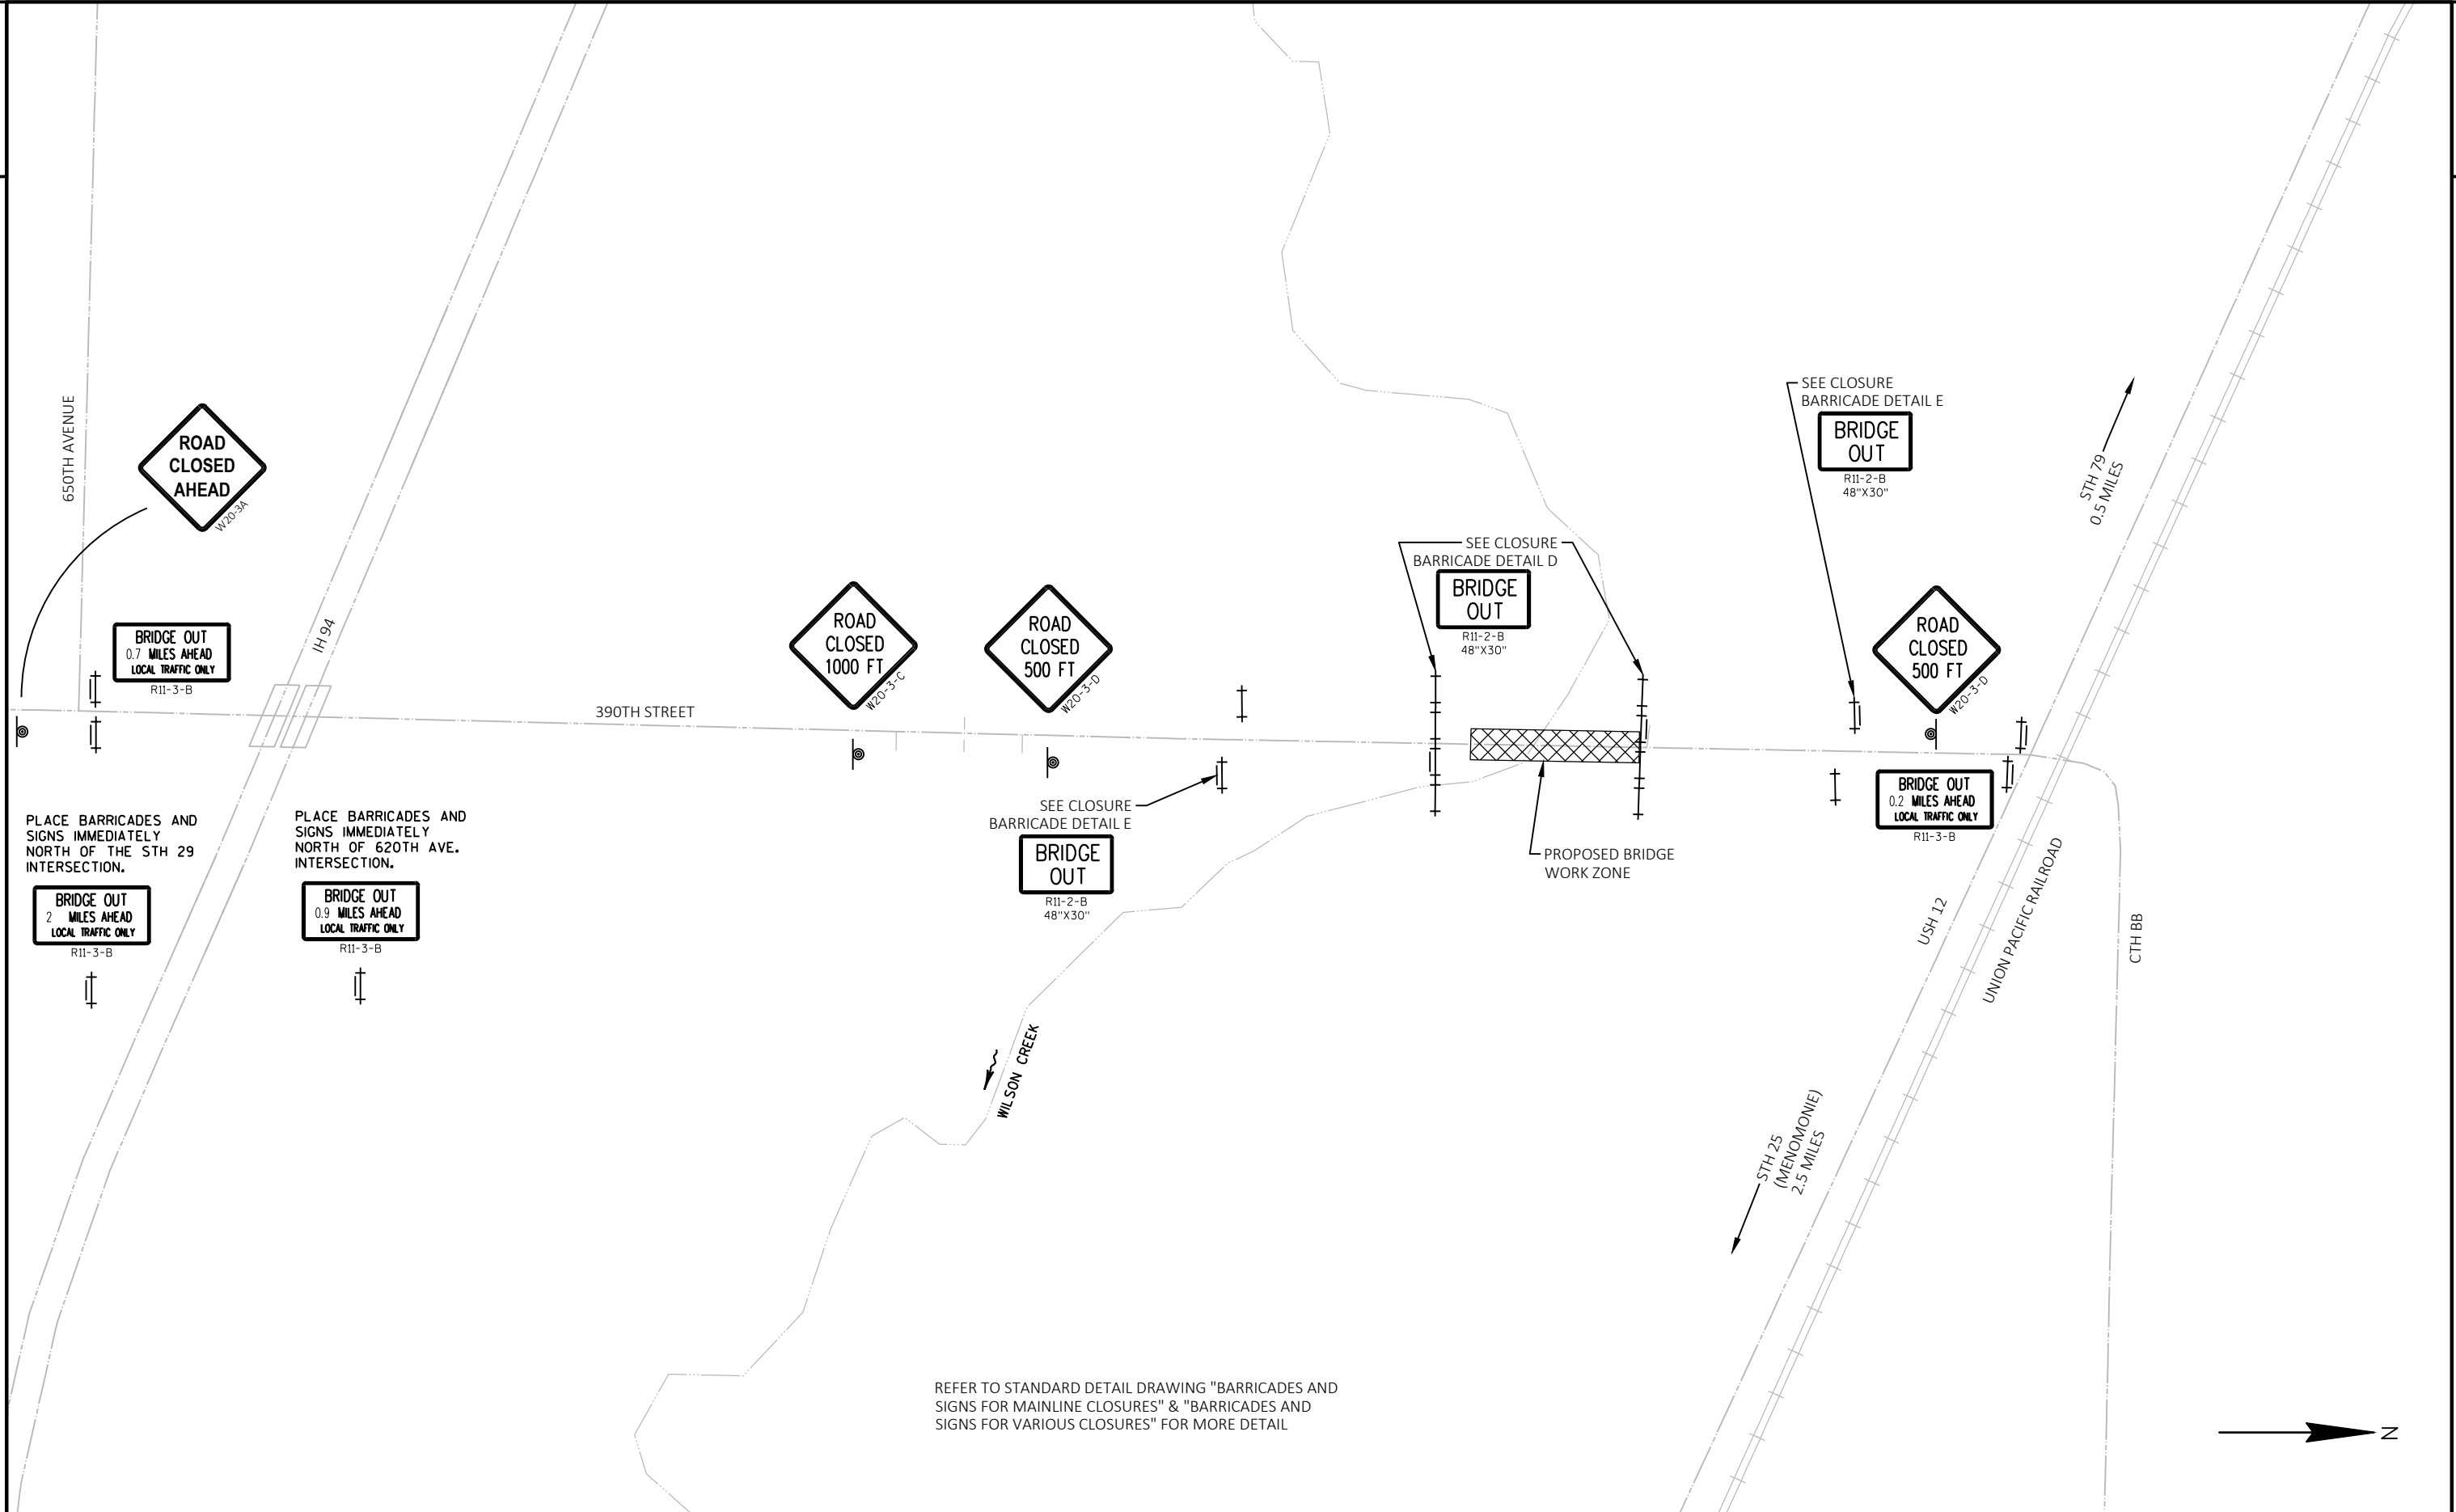 650TH AVENUE
ROAD
CLOSED
AHEAD
W20-3A
BRIDGE OUT
0.7 MILES AHEAD
LOCAL TRAFFIC ONLY
R11-3-B
IH 94
390TH STREET
PLACE BARRICADES AND
SIGNS IMMEDIATELY
NORTH OF THE STH 29
INTERSECTION.
BRIDGE OUT
2 MILES AHEAD
LOCAL TRAFFIC ONLY
R11-3-B
PLACE BARRICADES AND
SIGNS IMMEDIATELY
NORTH OF 620TH AVE.
INTERSECTION.
BRIDGE OUT
0.9 MILES AHEAD
LOCAL TRAFFIC ONLY
R11-3-B
ROAD
CLOSED
1000 FT
W20-3-C
ROAD
CLOSED
500 FT
W20-3-D
SEE CLOSURE
BARRICADE DETAIL E
BRIDGE
OUT
R11-2-B
48"X30"
SEE CLOSURE
BARRICADE DETAIL D
BRIDGE
OUT
R11-2-B
48"X30"
PROPOSED BRIDGE
WORK ZONE
SEE CLOSURE
BARRICADE DETAIL E
BRIDGE
OUT
R11-2-B
48"X30"
ROAD
CLOSED
500 FT
W20-3-D
BRIDGE OUT
0.2 MILES AHEAD
LOCAL TRAFFIC ONLY
R11-3-B
STH 79
0.5 MILES
USH 12
UNION PACIFIC RAILROAD
CTH BB
STH 25
(MENOMONIE)
2.5 MILES
WILSON CREEK
REFER TO STANDARD DETAIL DRAWING "BARRICADES AND
SIGNS FOR MAINLINE CLOSURES" & "BARRICADES AND
SIGNS FOR VARIOUS CLOSURES" FOR MORE DETAIL
N